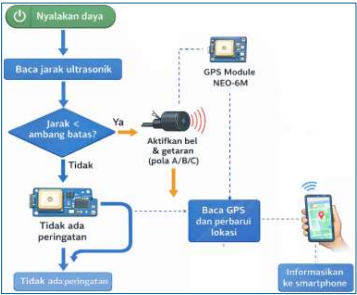 Nyalakan daya
Baca jarak ultrasonik
Jarak <
ambang batas?
Ya
Tidak
Aktifkan bel
& getaran
(pola A/B/C)
GPS Module
NEO-6M
Tidak ada
peringatan
Baca GPS
dan perbarui
lokasi
Tidak ada peringatan
Informasikan
ke smartphone